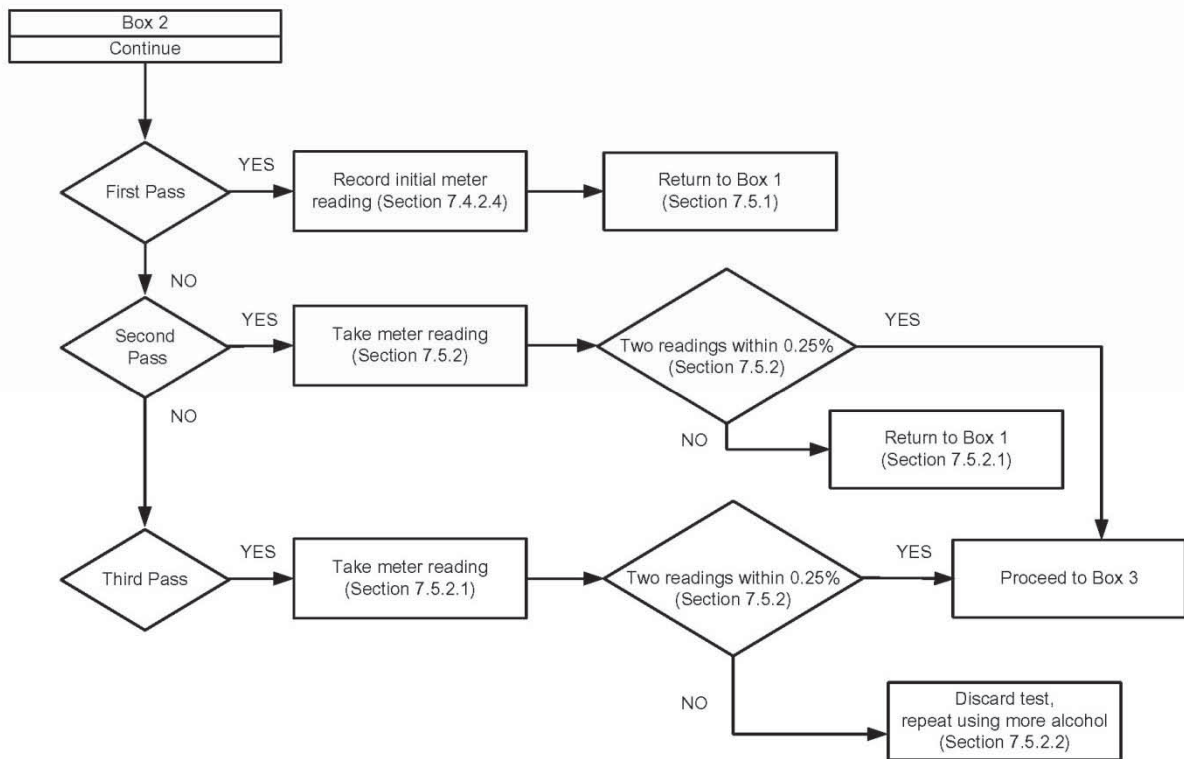 Box 2
Continue
First Pass
YES
Record initial meter
reading (Section 7.4.2.4)
Return to Box 1
(Section 7.5.1)
NO
Second
Pass
YES
Take meter reading
(Section 7.5.2)
Two readings within 0.25%
(Section 7.5.2)
YES
NO
Return to Box 1
(Section 7.5.2.1)
NO
Third Pass
YES
Take meter reading
(Section 7.5.2.1)
Two readings within 0.25%
(Section 7.5.2)
YES
Proceed to Box 3
NO
Discard test,
repeat using more alcohol
(Section 7.5.2.2)